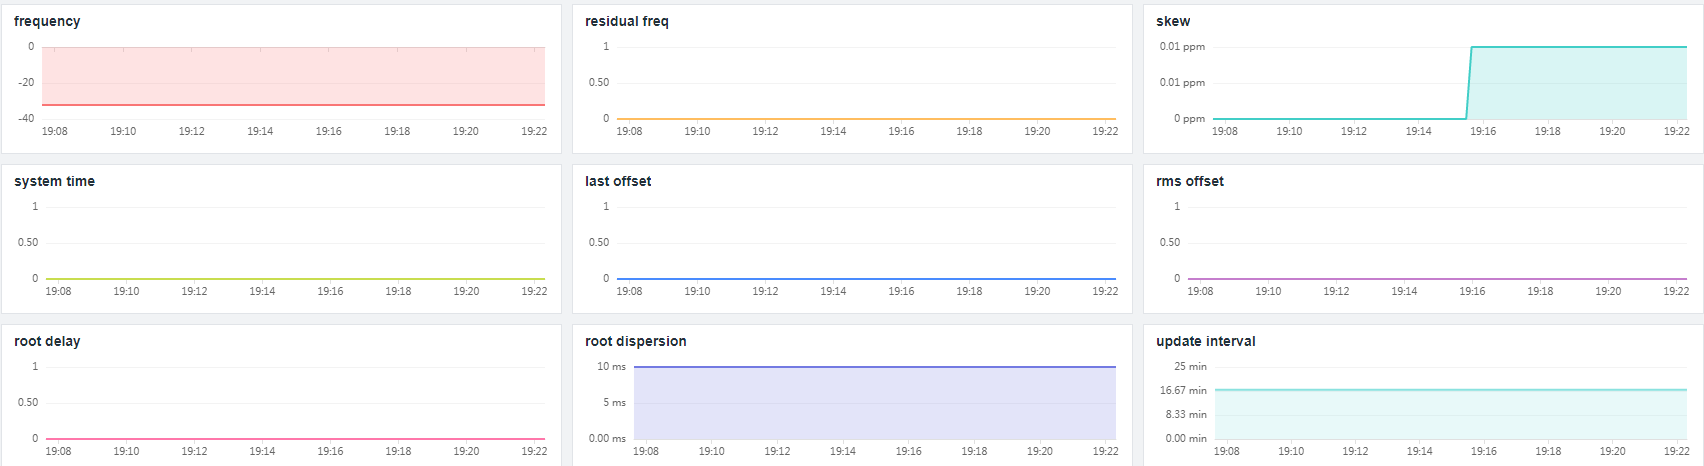 frequency
0
-20
-40
19:08 19:10 19:12 19:14 19:16 19:18 19:20 19:22
residual freq
1
0.50
0
19:08 19:10 19:12 19:14 19:16 19:18 19:20 19:22
skew
0.01 ppm
0.01 ppm
0 ppm
19:08 19:10 19:12 19:14 19:16 19:18 19:20 19:22
system time
1
0.50
0
19:08 19:10 19:12 19:14 19:16 19:18 19:20 19:22
last offset
1
0.50
0
19:08 19:10 19:12 19:14 19:16 19:18 19:20 19:22
rms offset
1
0.50
0
19:08 19:10 19:12 19:14 19:16 19:18 19:20 19:22
root delay
1
0.50
0
19:08 19:10 19:12 19:14 19:16 19:18 19:20 19:22
root dispersion
10 ms
5 ms
0.00 ms
19:08 19:10 19:12 19:14 19:16 19:18 19:20 19:22
update interval
25 min
16.67 min
8.33 min
0.00 min
19:08 19:10 19:12 19:14 19:16 19:18 19:20 19:22